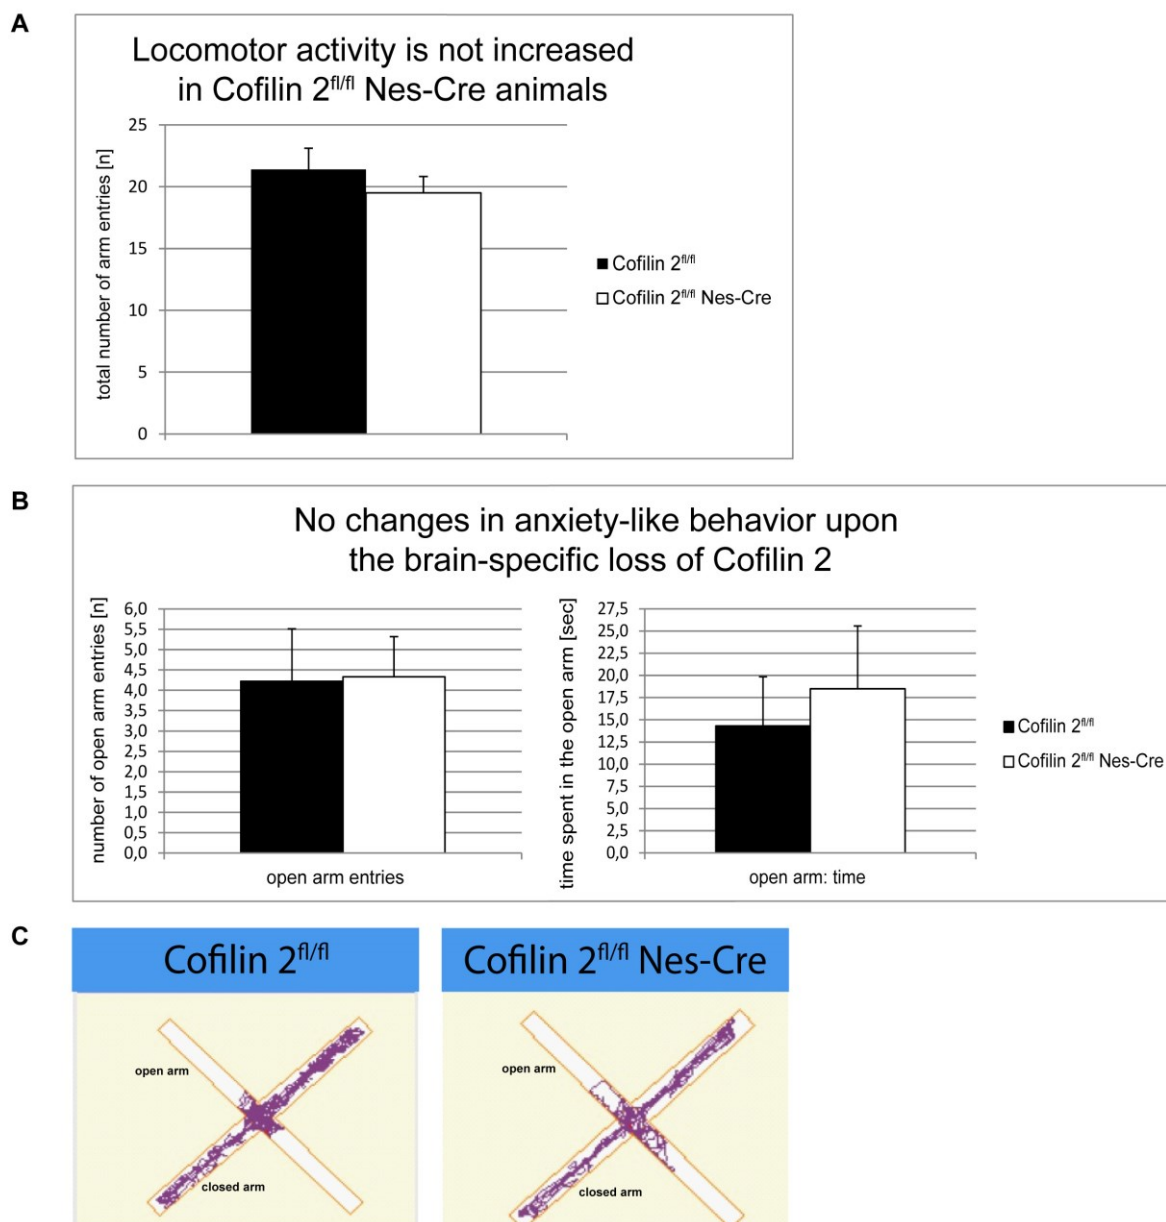 A
Locomotor activity is not increased
in Cofilin 2fl/fl Nes-Cre animals
total number of arm entries [n]
25
20
15
10
5
0
Cofilin 2fl/fl
Cofilin 2fl/fl Nes-Cre
B
No changes in anxiety-like behavior upon
the brain-specific loss of Cofilin 2
number of open arm entries [n]
6,0
5,5
5,0
4,5
4,0
3,5
3,0
2,5
2,0
1,5
1,0
0,5
0,0
open arm entries
time spent in the open arm [sec]
27,5
25,0
22,5
20,0
17,5
15,0
12,5
10,0
7,5
5,0
2,5
0,0
open arm: time
Cofilin 2fl/fl
Cofilin 2fl/fl Nes-Cre
C
Cofilin 2fl/fl
open arm
closed arm
Cofilin 2fl/fl Nes-Cre
open arm
closed arm